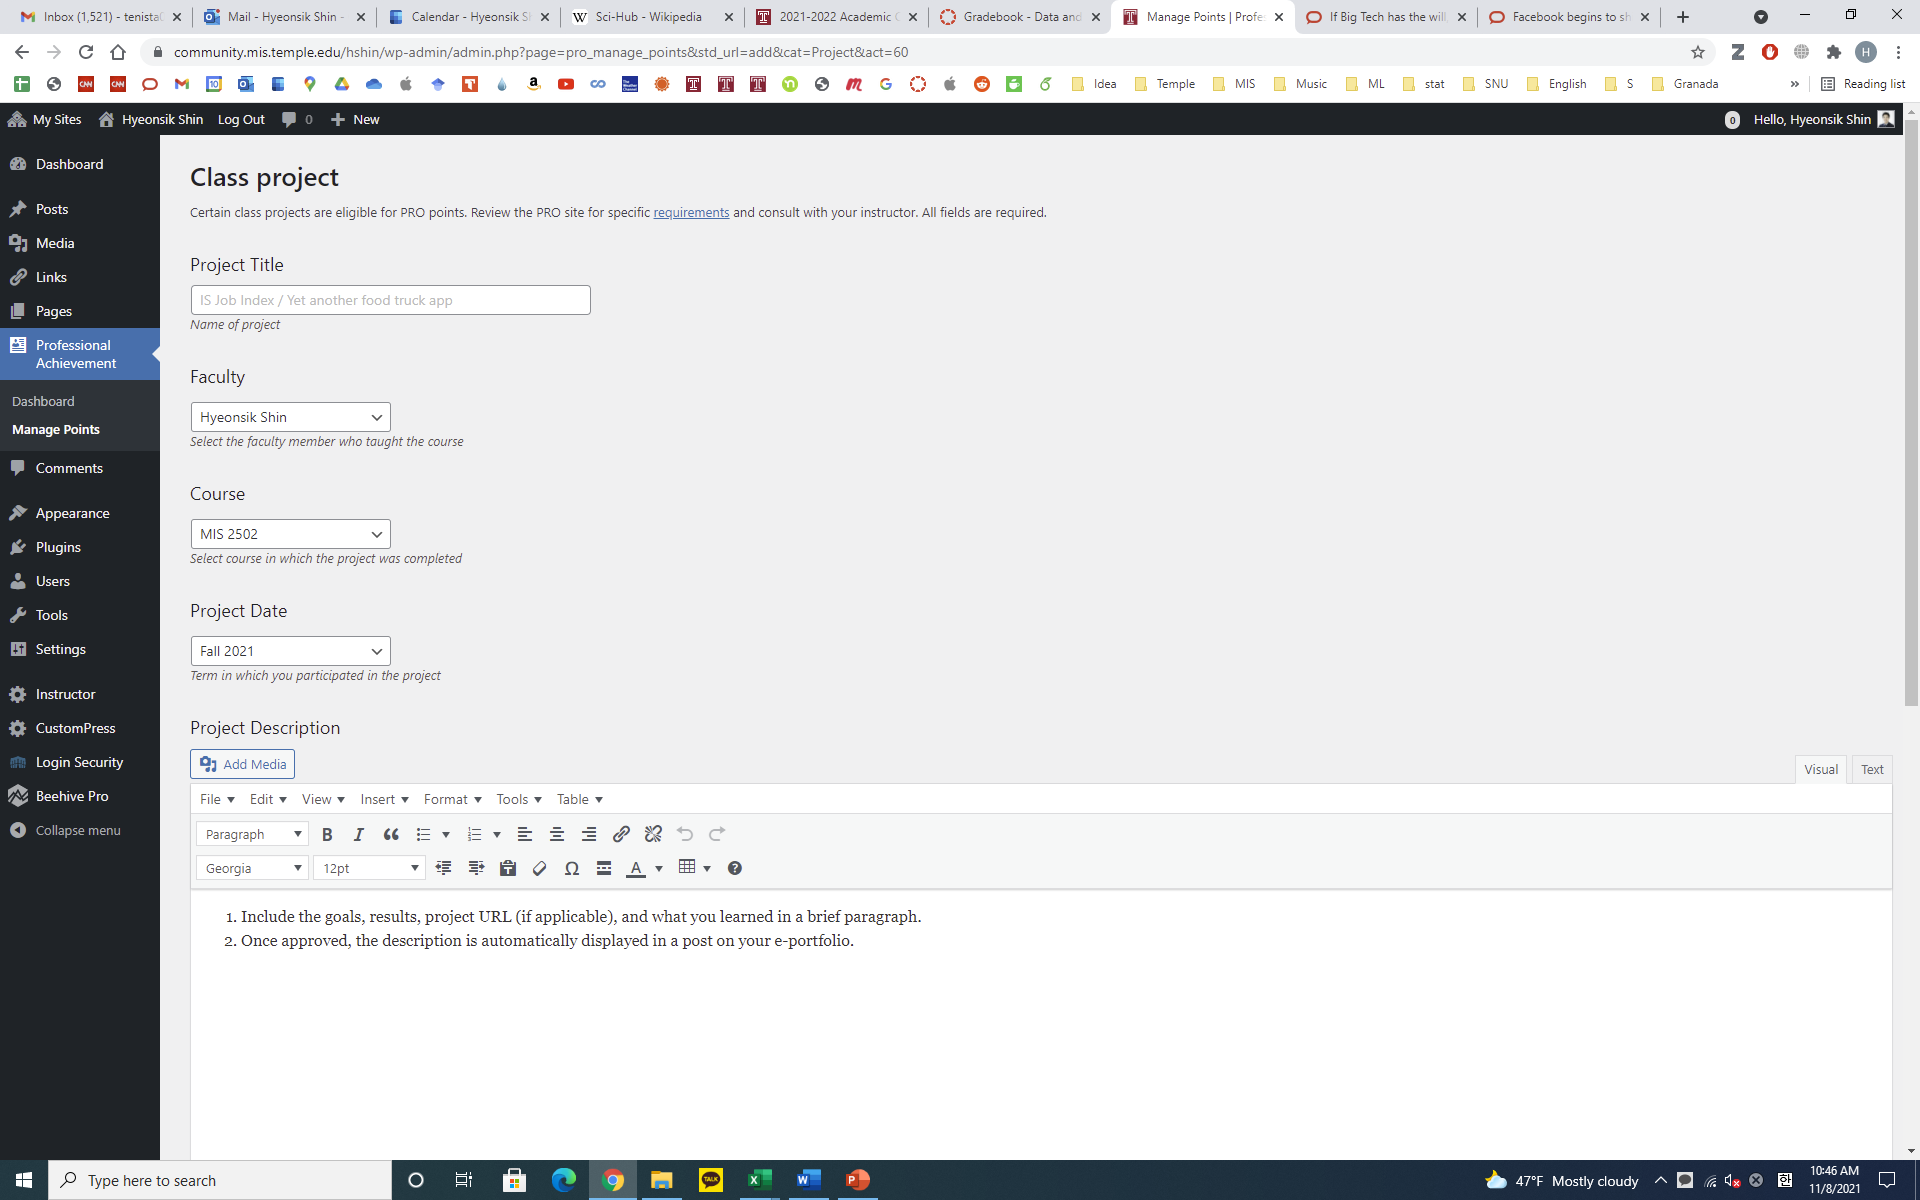 Inbox (1,521) - tenista
Mail - Hyeonsik Shin -
Calendar - Hyeonsik S
Sci-Hub - Wikipedia
2021-2022 Academic
Gradebook - Data and
Manage Points | Profe
If Big Tech has the will
Facebook begins to sh
community.mis.temple.edu/hshin/wp-admin/admin.php?page=pro_manage_points&std_url=add&cat=Project&act=60
Idea
Temple
MIS
Music
ML
stat
SNU
English
S
Granada
Reading list
My Sites
Hyeonsik Shin
Log Out
0
New
0
Hello, Hyeonsik Shin
Dashboard
Posts
Media
Links
Pages
Professional
Achievement
Dashboard
Manage Points
Comments
Appearance
Plugins
Users
Tools
Settings
Instructor
CustomPress
Login Security
Beehive Pro
Collapse menu
Class project
Certain class projects are eligible for PRO points. Review the PRO site for specific requirements and consult with your instructor. All fields are required.
Project Title
IS Job Index / Yet another food truck app
Name of project
Faculty
Hyeonsik Shin
Select the faculty member who taught the course
Course
MIS 2502
Select course in which the project was completed
Project Date
Fall 2021
Term in which you participated in the project
Project Description
Add Media
Visual
Text
File
Edit
View
Insert
Format
Tools
Table
Paragraph
Georgia
12pt
1. Include the goals, results, project URL (if applicable), and what you learned in a brief paragraph.
2. Once approved, the description is automatically displayed in a post on your e-portfolio.
Type here to search
47°F Mostly cloudy
한
10:46 AM
11/8/2021